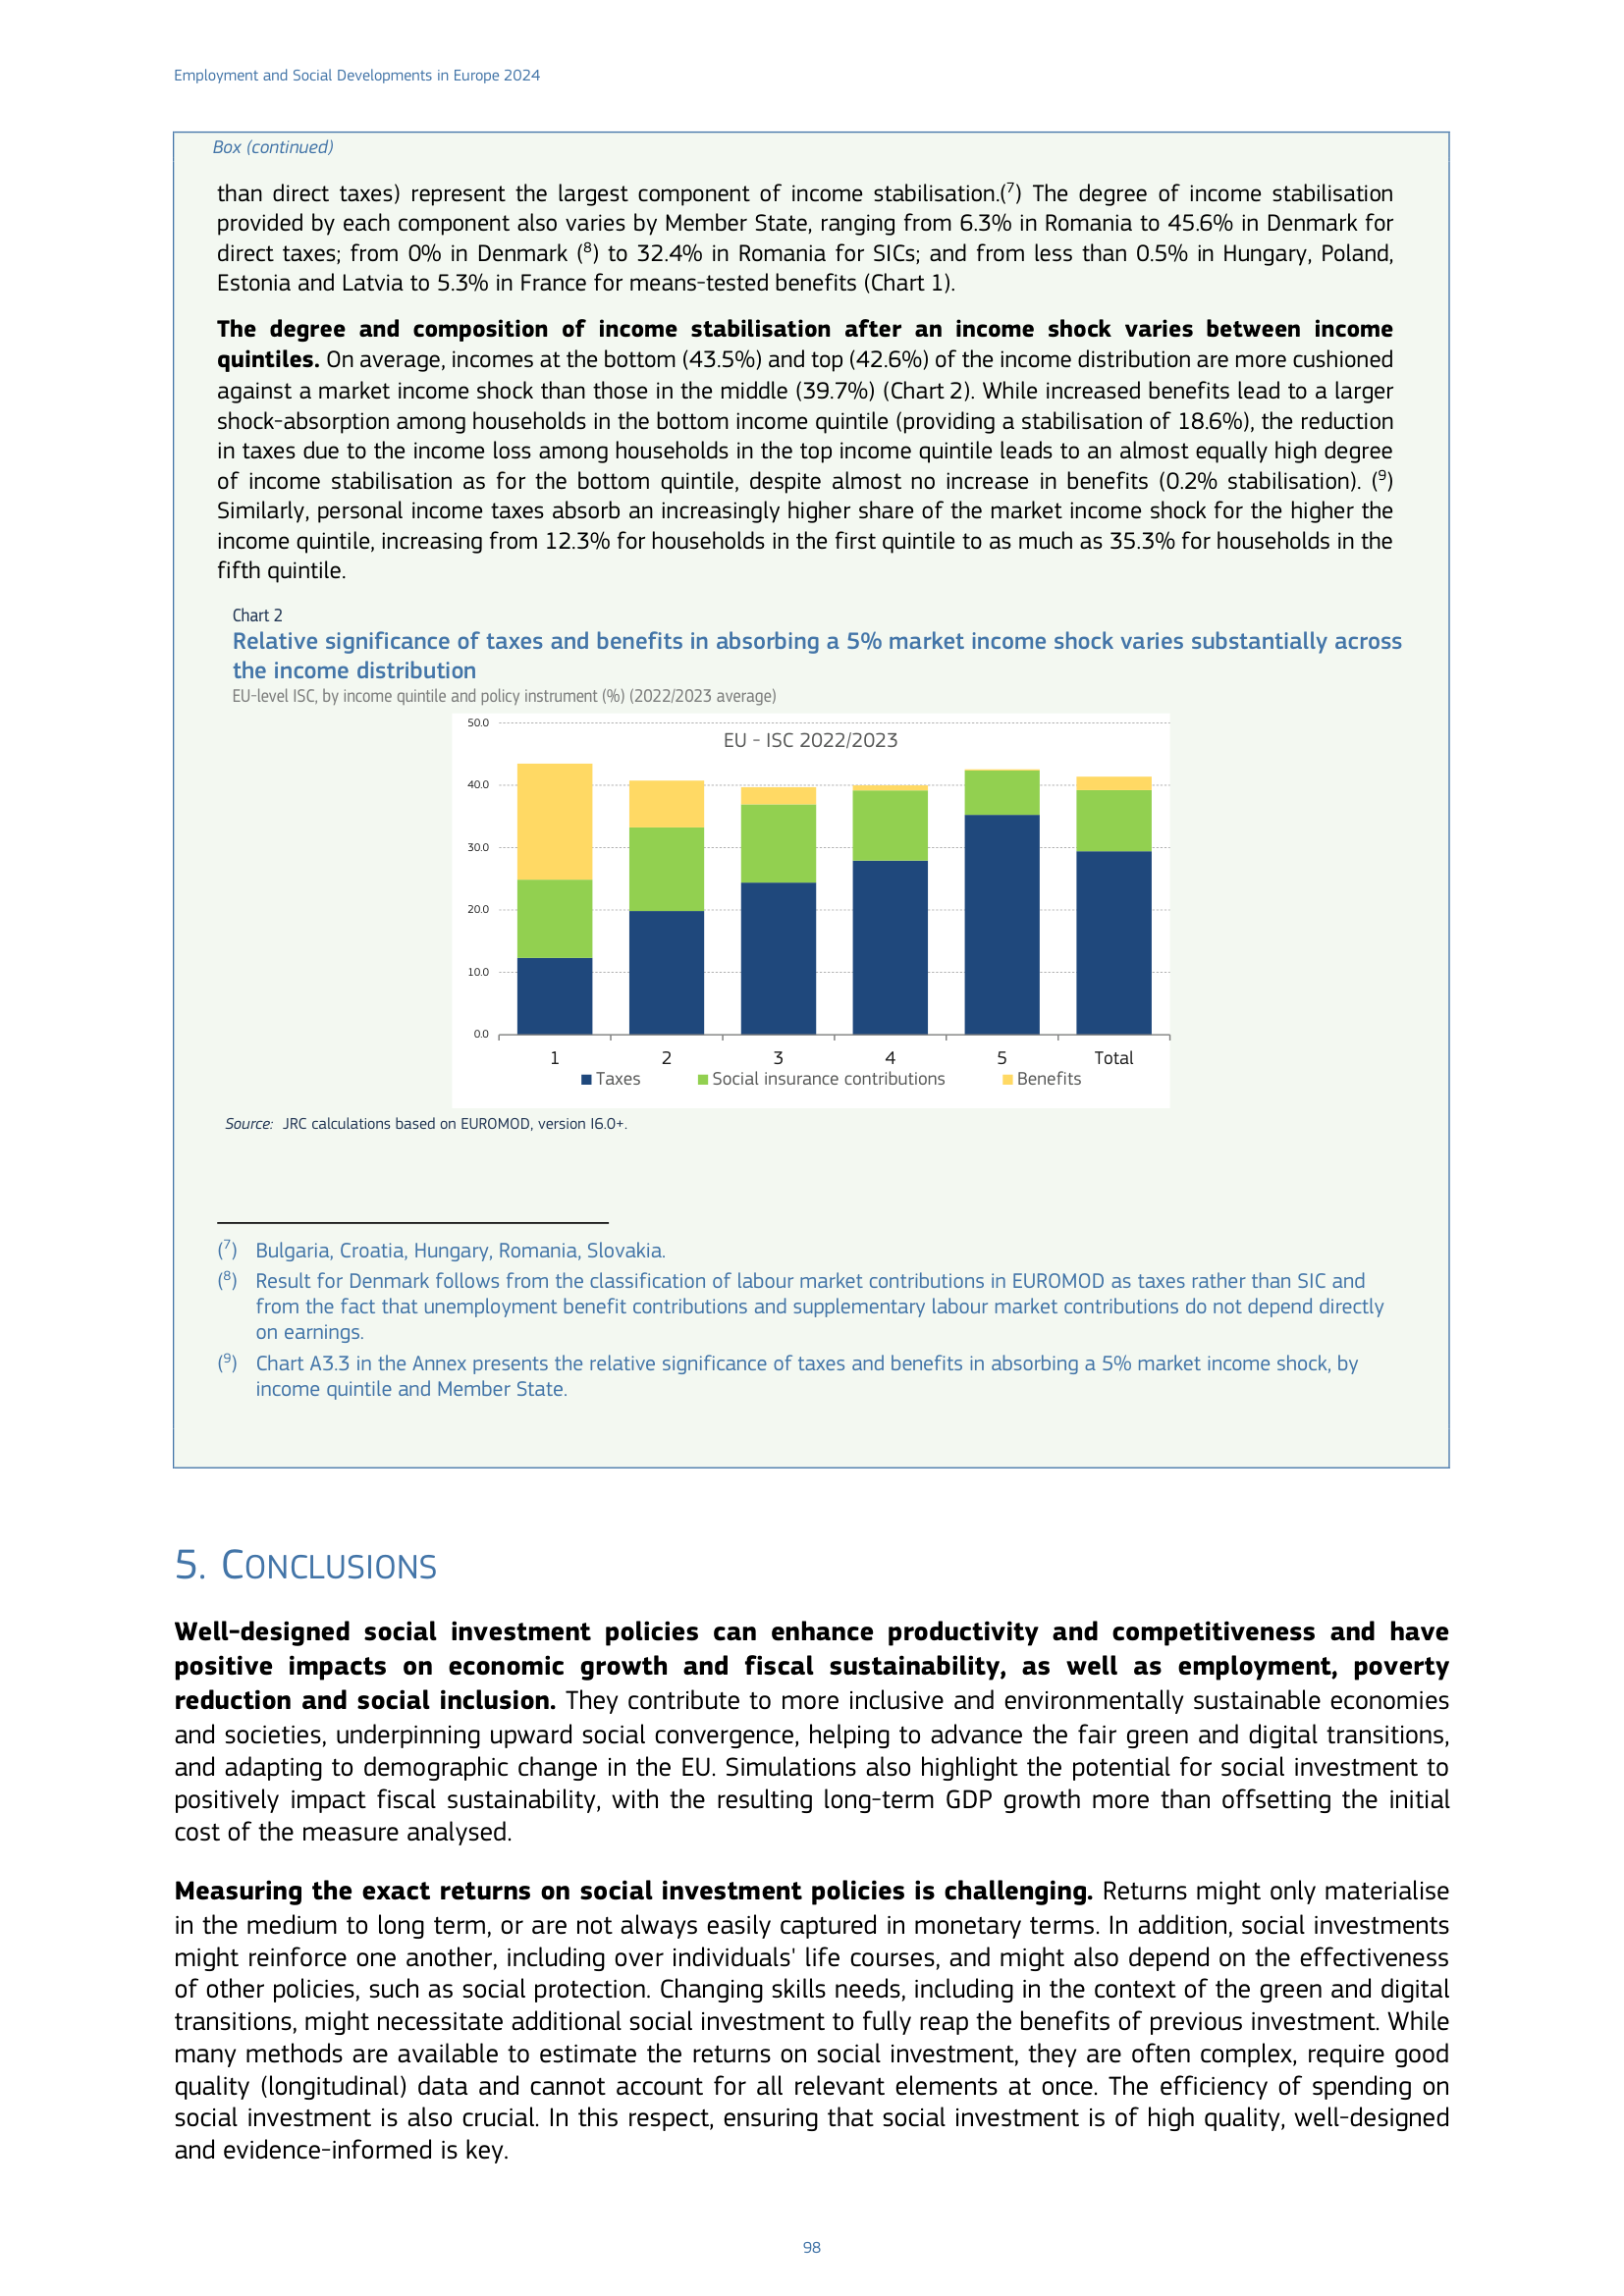 Employment and Social Developments in Europe 2024
Box (continued)
than direct taxes) represent the largest component of income stabilisation.(7) The degree of income stabilisation
provided by each component also varies by Member State, ranging from 6.3% in Romania to 45.6% in Denmark for
direct taxes; from 0% in Denmark (8) to 32.4% in Romania for SICs; and from less than 0.5% in Hungary, Poland,
Estonia and Latvia to 5.3% in France for means-tested benefits (Chart 1).
The degree and composition of income stabilisation after an income shock varies between income
quintiles. On average, incomes at the bottom (43.5%) and top (42.6%) of the income distribution are more cushioned
against a market income shock than those in the middle (39.7%) (Chart 2). While increased benefits lead to a larger
shock-absorption among households in the bottom income quintile (providing a stabilisation of 18.6%), the reduction
in taxes due to the income loss among households in the top income quintile leads to an almost equally high degree
of income stabilisation as for the bottom quintile, despite almost no increase in benefits (0.2% stabilisation). (9)
Similarly, personal income taxes absorb an increasingly higher share of the market income shock for the higher the
income quintile, increasing from 12.3% for households in the first quintile to as much as 35.3% for households in the
fifth quintile.
Chart 2
Relative significance of taxes and benefits in absorbing a 5% market income shock varies substantially across
the income distribution
EU-level ISC, by income quintile and policy instrument (%) (2022/2023 average)
EU - ISC 2022/2023
50.0
40.0
30.0
20.0
10.0
0.0
1 2 3 4 5 Total
Taxes Social insurance contributions Benefits
Source: JRC calculations based on EUROMOD, version I6.0+.
(7) Bulgaria, Croatia, Hungary, Romania, Slovakia.
(8) Result for Denmark follows from the classification of labour market contributions in EUROMOD as taxes rather than SIC and
from the fact that unemployment benefit contributions and supplementary labour market contributions do not depend directly
on earnings.
(9) Chart A3.3 in the Annex presents the relative significance of taxes and benefits in absorbing a 5% market income shock, by
income quintile and Member State.
5. CONCLUSIONS
Well-designed social investment policies can enhance productivity and competitiveness and have
positive impacts on economic growth and fiscal sustainability, as well as employment, poverty
reduction and social inclusion. They contribute to more inclusive and environmentally sustainable economies
and societies, underpinning upward social convergence, helping to advance the fair green and digital transitions,
and adapting to demographic change in the EU. Simulations also highlight the potential for social investment to
positively impact fiscal sustainability, with the resulting long-term GDP growth more than offsetting the initial
cost of the measure analysed.
Measuring the exact returns on social investment policies is challenging. Returns might only materialise
in the medium to long term, or are not always easily captured in monetary terms. In addition, social investments
might reinforce one another, including over individuals' life courses, and might also depend on the effectiveness
of other policies, such as social protection. Changing skills needs, including in the context of the green and digital
transitions, might necessitate additional social investment to fully reap the benefits of previous investment. While
many methods are available to estimate the returns on social investment, they are often complex, require good
quality (longitudinal) data and cannot account for all relevant elements at once. The efficiency of spending on
social investment is also crucial. In this respect, ensuring that social investment is of high quality, well-designed
and evidence-informed is key.
98